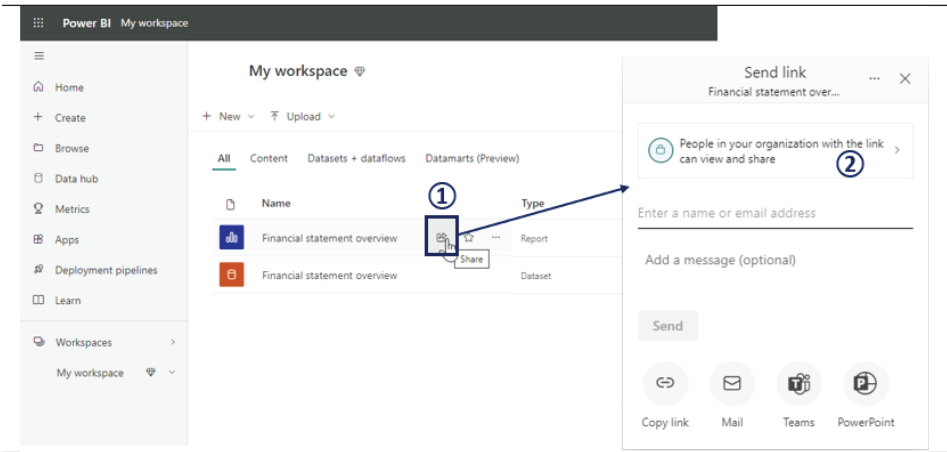 Power BI My workspace
Home
Create
Browse
Data hub
Metrics
Apps
Deployment pipelines
Learn
Workspaces
My workspace
My workspace
+ New
Upload
All Content Datasets + dataflows Datamarts (Preview)
Name Type
①
Financial statement overview Report
Share
Financial statement overview Dataset
Send link
Financial statement over...
People in your organization with the link
can view and share
②
Enter a name or email address
Add a message (optional)
Send
Copy link Mail Teams PowerPoint